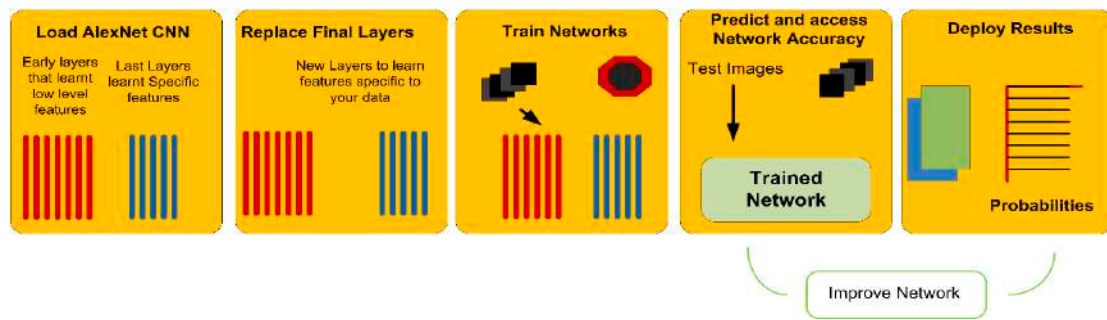 Load AlexNet CNN
Early layers
that learnt
low level
features
Last Layers
learnt Specific
features
Replace Final Layers
New Layers to learn
features specific to
your data
Train Networks
Predict and access
Network Accuracy
Test Images
Trained
Network
Deploy Results
Probabilities
Improve Network